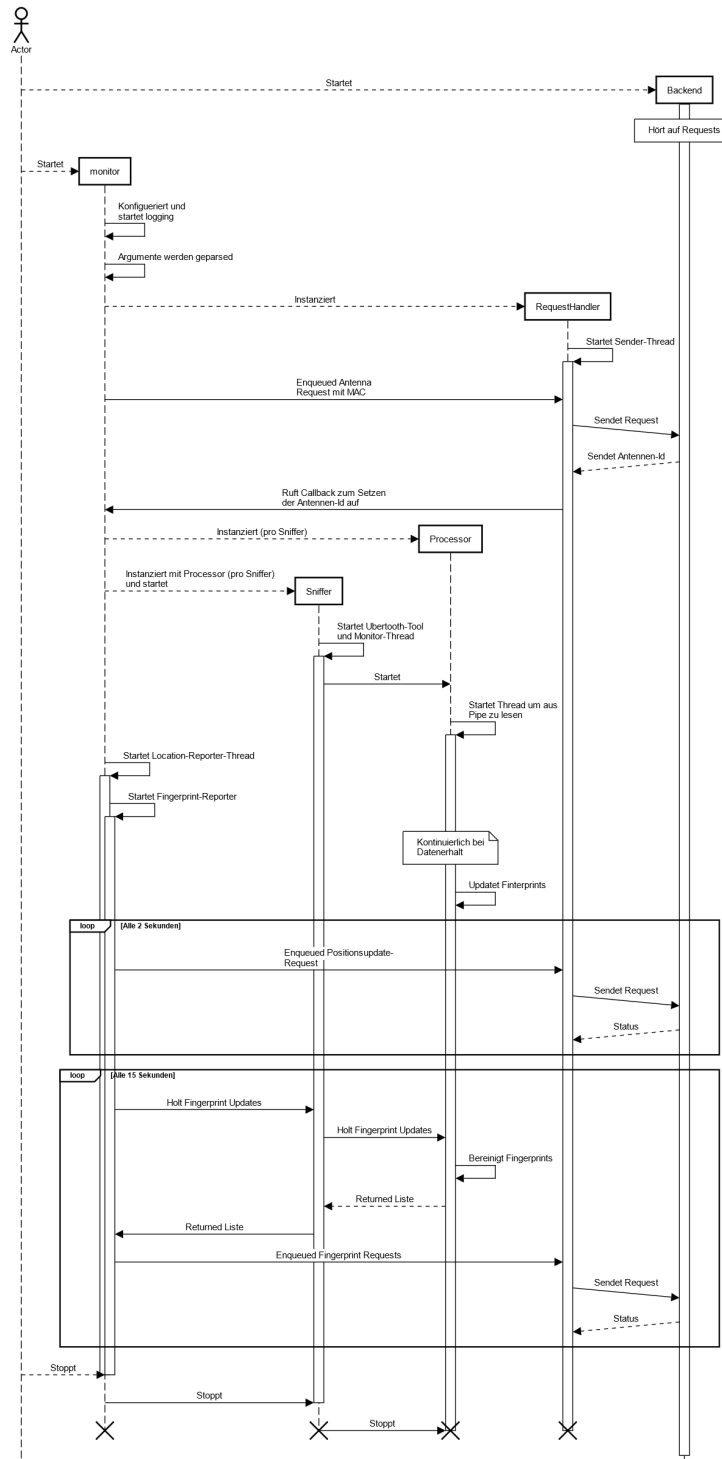 Actor
Startet
Backend
Hört auf Requests
Startet
monitor
Konfigueriert und
startet logging
Argumente werden geparsed
Instanziert
RequestHandler
Startet Sender-Thread
Enqueued Antenna
Request mit MAC
Sendet Request
Sendet Antennen-Id
Ruft Callback zum Setzen
der Antennen-Id auf
Instanziert (pro Sniffer)
Processor
Instanziert mit Processor (pro Sniffer)
und startet
Sniffer
Startet Ubertooth-Tool
und Monitor-Thread
Startet
Startet Thread um aus
Pipe zu lesen
Startet Location-Reporter-Thread
Startet Fingerprint-Reporter
Kontinuierlich bei
Datenerhalt
Updatet Finterprints
loop [Alle 2 Sekunden]
Enqueued Positionsupdate-
Request
Sendet Request
Status
loop [Alle 15 Sekunden]
Holt Fingerprint Updates
Holt Fingerprint Updates
Bereinigt Fingerprints
Returned Liste
Returned Liste
Enqueued Fingerprint Requests
Sendet Request
Status
Stoppt
Stoppt
Stoppt